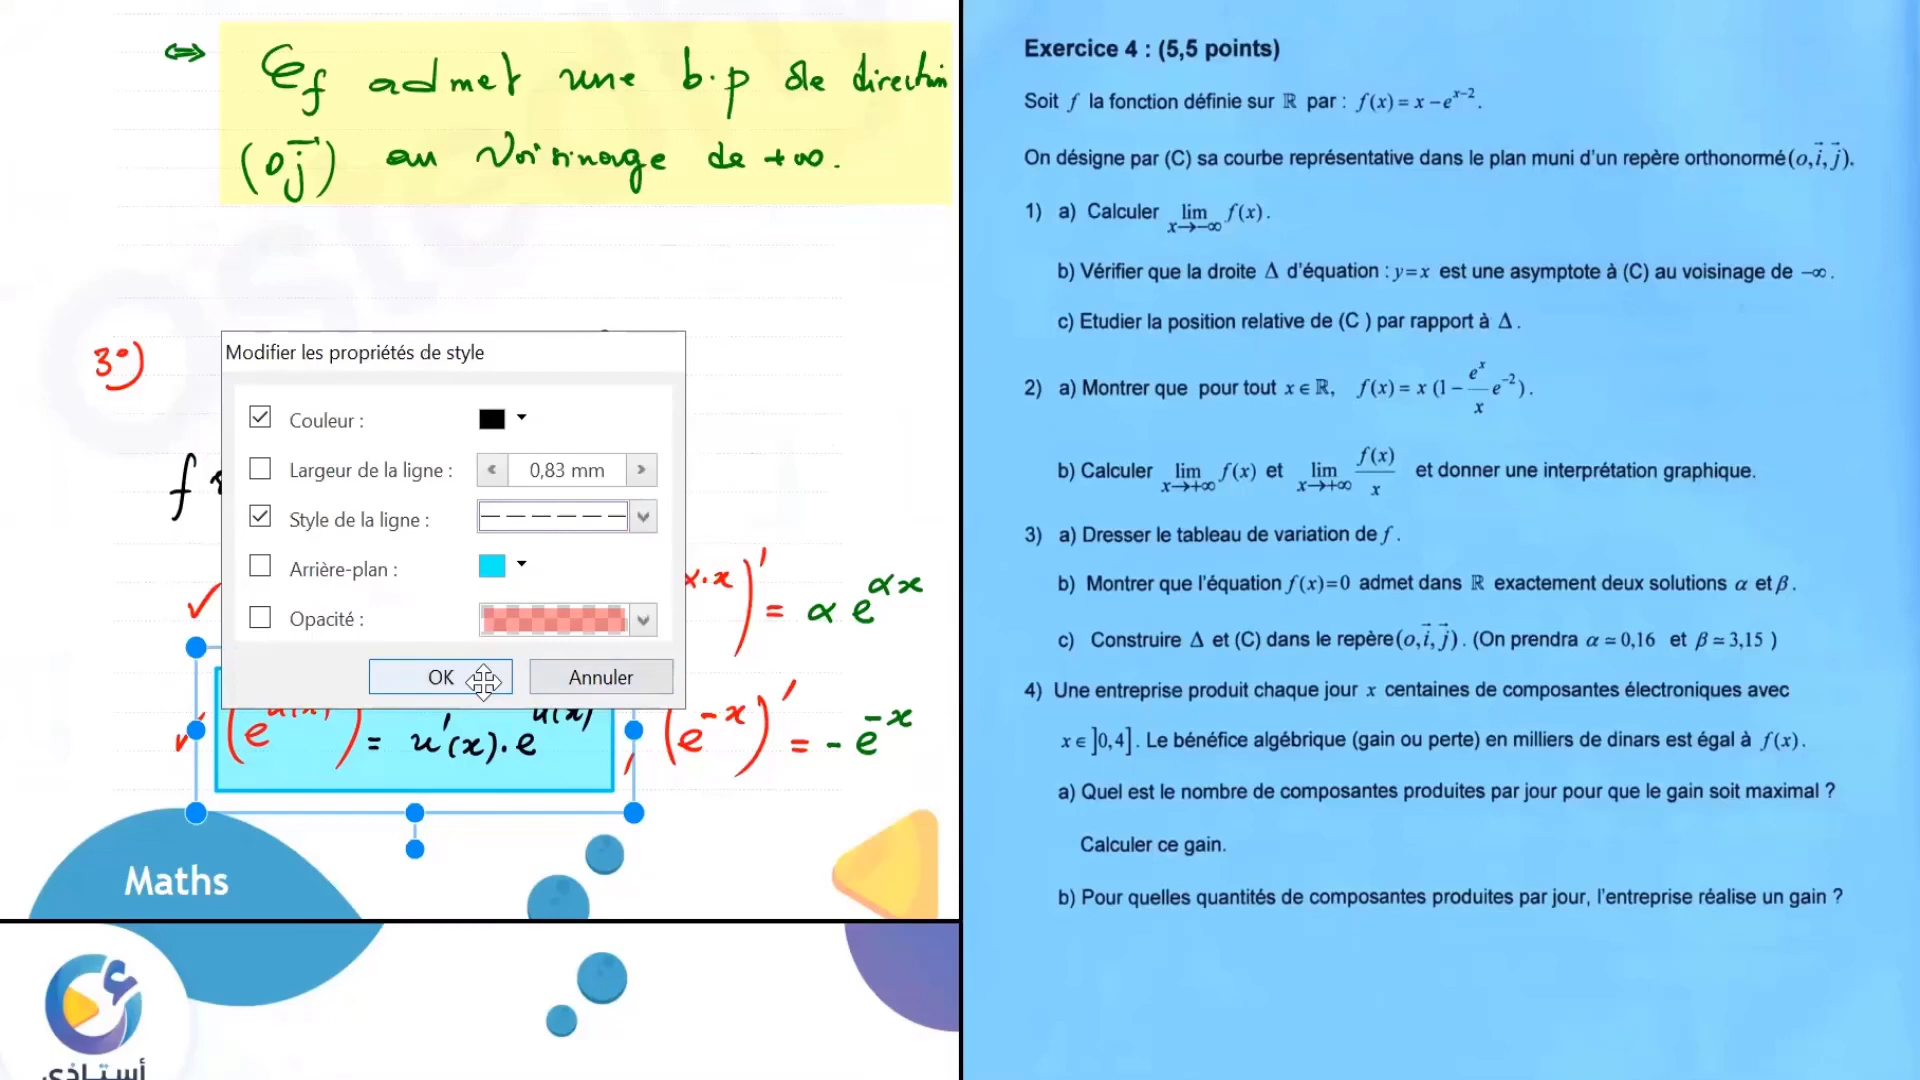 ⇔ 𝒞f admet une b.p de direction
(oj⃗) au voisinage de +∞.
3°)
Modifier les propriétés de style
Couleur :
Largeur de la ligne : 0,83 mm
Style de la ligne :
Arrière-plan :
Opacité :
OK Annuler
f
✓ x)' = α e^{αx}
✓ (e^{u(x)})' = u'(x).e^{u(x)} , (e^{-x})' = - e^{-x}
Maths
أستاذي
Exercice 4 : (5,5 points)
Soit f la fonction définie sur ℝ par : f(x) = x – e^{x–2}.
On désigne par (C) sa courbe représentative dans le plan muni d'un repère orthonormé (o, i⃗, j⃗).
1) a) Calculer lim_{x→–∞} f(x).
b) Vérifier que la droite Δ d'équation : y=x est une asymptote à (C) au voisinage de –∞.
c) Etudier la position relative de (C ) par rapport à Δ.
2) a) Montrer que pour tout x ∈ ℝ, f(x) = x (1 – e^x/x e^{–2}).
b) Calculer lim_{x→+∞} f(x) et lim_{x→+∞} f(x)/x et donner une interprétation graphique.
3) a) Dresser le tableau de variation de f.
b) Montrer que l'équation f(x)=0 admet dans ℝ exactement deux solutions α et β.
c) Construire Δ et (C) dans le repère (o, i⃗, j⃗). (On prendra α ≃ 0,16 et β ≃ 3,15 )
4) Une entreprise produit chaque jour x centaines de composantes électroniques avec
x ∈ ]0,4]. Le bénéfice algébrique (gain ou perte) en milliers de dinars est égal à f(x).
a) Quel est le nombre de composantes produites par jour pour que le gain soit maximal ?
Calculer ce gain.
b) Pour quelles quantités de composantes produites par jour, l'entreprise réalise un gain ?